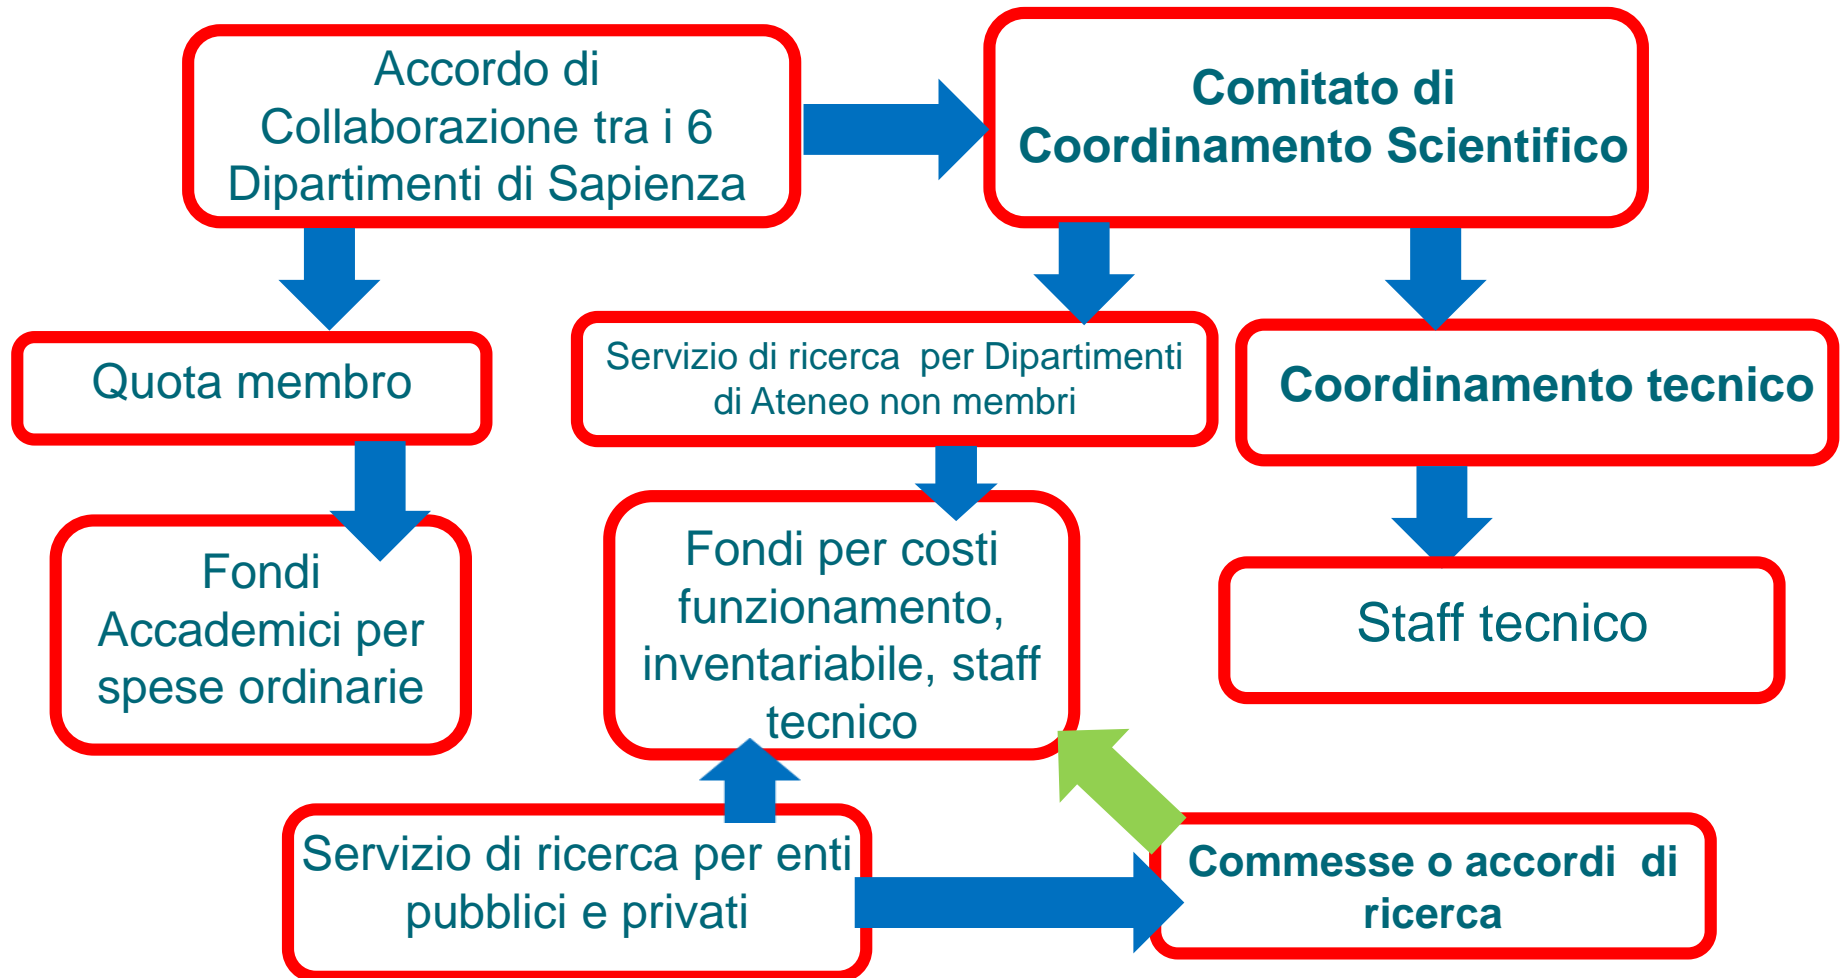 Accordo di
Collaborazione tra i 6
Dipartimenti di Sapienza
Comitato di
Coordinamento Scientifico
Quota membro
Servizio di ricerca per Dipartimenti
di Ateneo non membri
Coordinamento tecnico
Fondi
Accademici per
spese ordinarie
Fondi per costi
funzionamento,
inventariabile, staff
tecnico
Staff tecnico
Servizio di ricerca per enti
pubblici e privati
Commesse o accordi di
ricerca